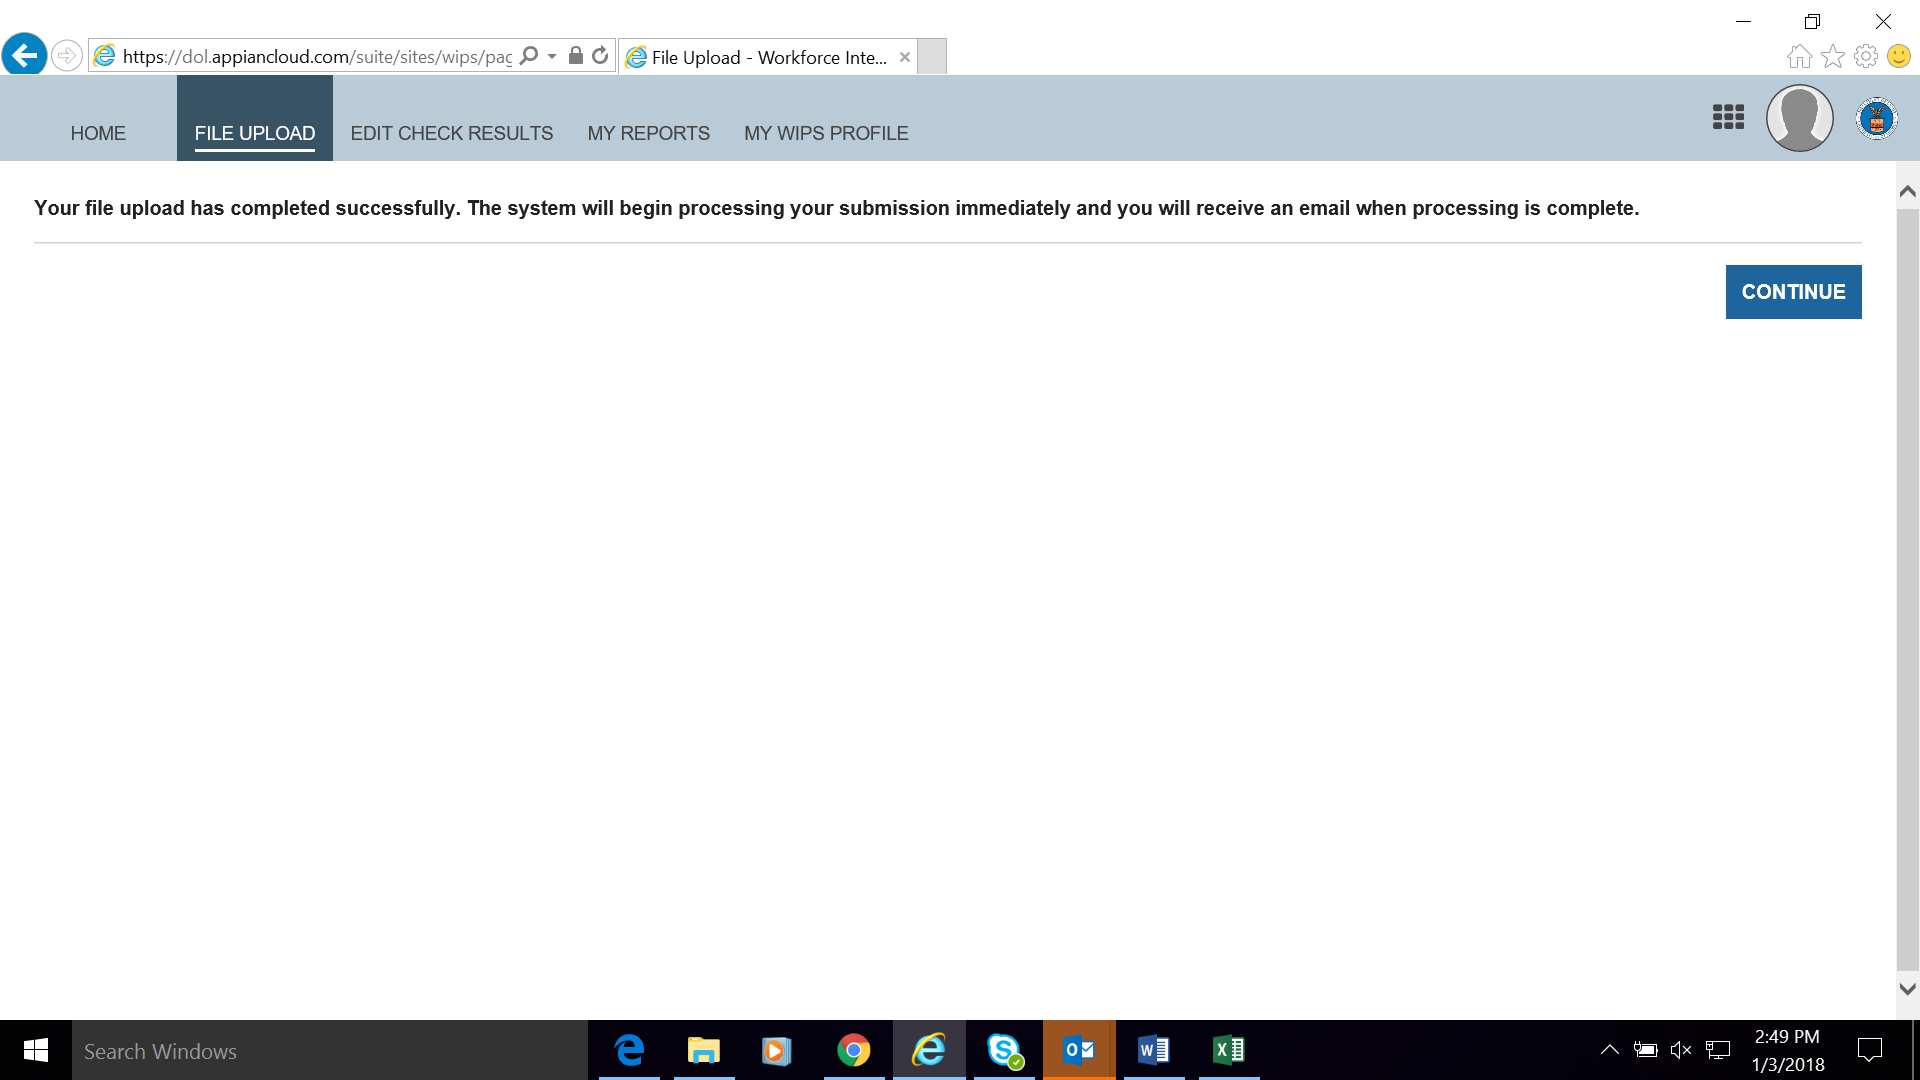 https://dol.appiancloud.com/suite/sites/wips/pag
File Upload - Workforce Inte...
HOME
FILE UPLOAD
EDIT CHECK RESULTS
MY REPORTS
MY WIPS PROFILE
Your file upload has completed successfully. The system will begin processing your submission immediately and you will receive an email when processing is complete.
CONTINUE
Search Windows
2:49 PM
1/3/2018